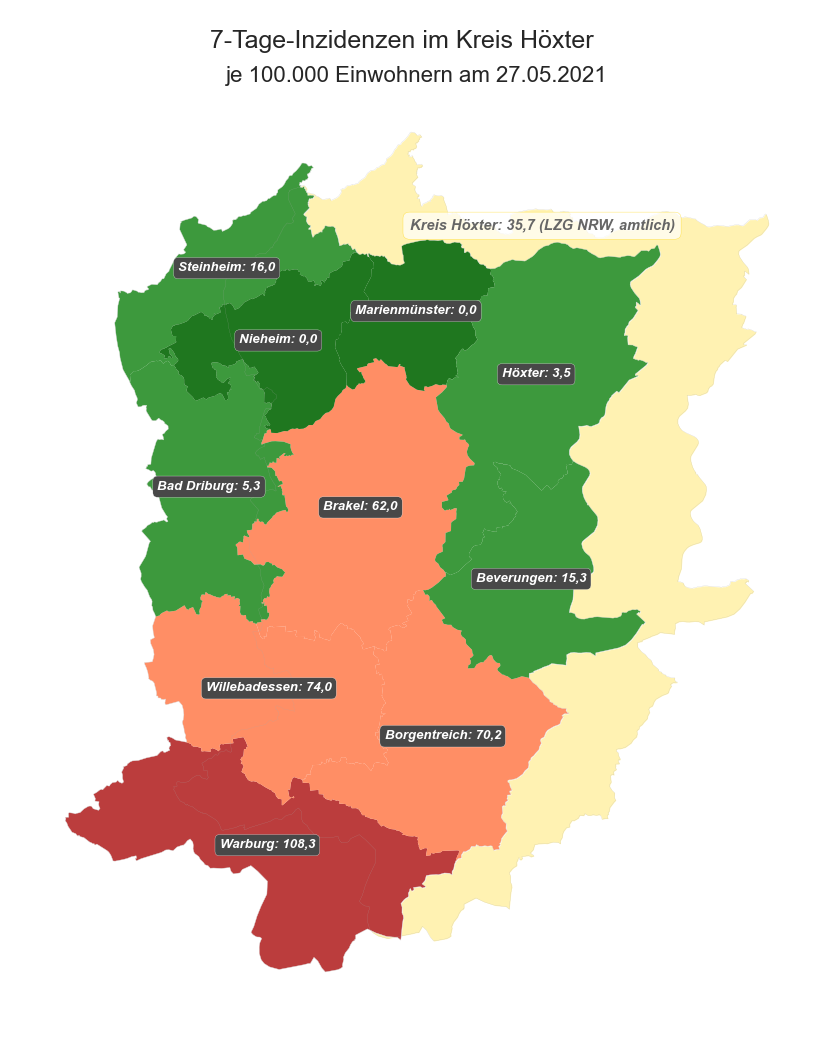 7-Tage-Inzidenzen im Kreis Höxter
je 100.000 Einwohnern am 27.05.2021
Kreis Höxter: 35,7 (LZG NRW, amtlich)
Steinheim: 16,0
Marienmünster: 0,0
Nieheim: 0,0
Höxter: 3,5
Bad Driburg: 5,3
Brakel: 62,0
Beverungen: 15,3
Willebadessen: 74,0
Borgentreich: 70,2
Warburg: 108,3